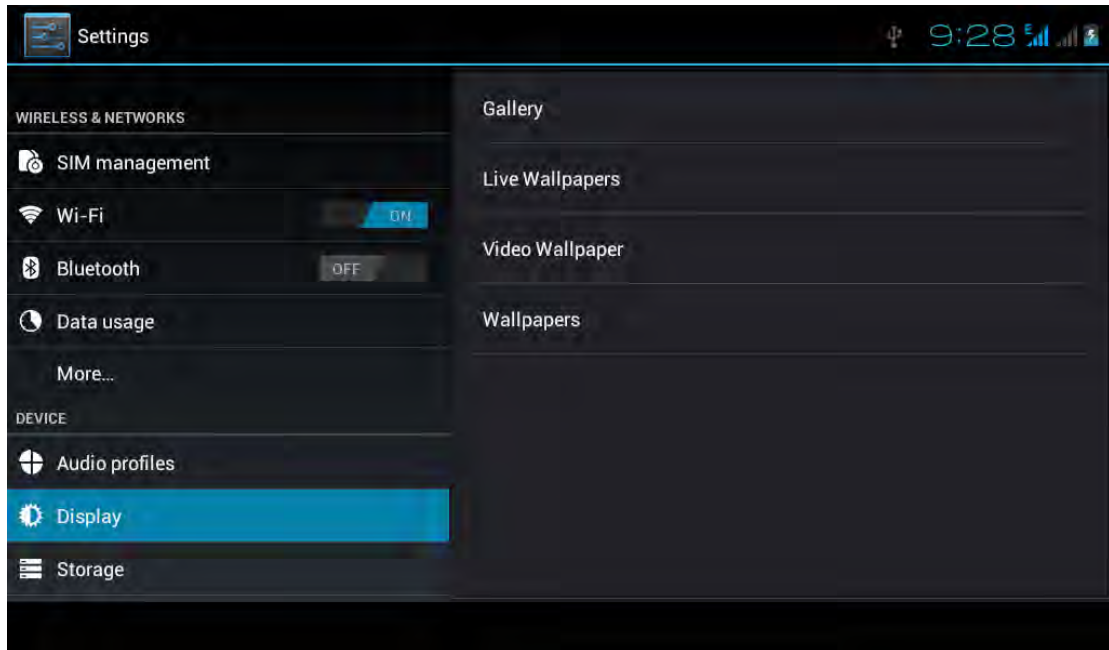 Settings
9:28
E
WIRELESS & NETWORKS
SIM management
Wi-Fi
ON
Bluetooth
OFF
Data usage
More...
DEVICE
Audio profiles
Display
Storage
Gallery
Live Wallpapers
Video Wallpaper
Wallpapers